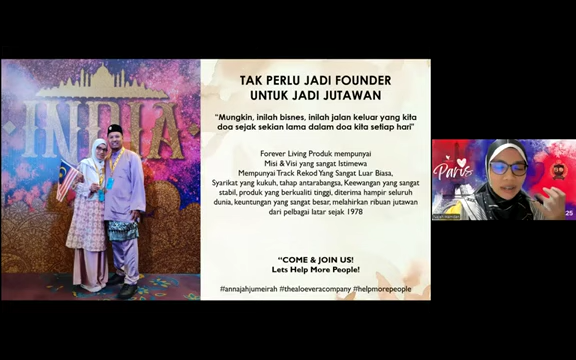 INDIA
TAK PERLU JADI FOUNDER
UNTUK JADI JUTAWAN
"Mungkin, inilah bisnes, inilah jalan keluar yang kita
doa sejak sekian lama dalam doa kita setiap hari"
Forever Living Produk mempunyai
Misi & Visi yang sangat Istimewa
Mempunyai Track Rekod Yang Sangat Luar Biasa,
Syarikat yang kukuh, tahap antarabangsa, Keewangan yang sangat
stabil, produk yang berkualiti tinggi, diterima hampir seluruh
dunia, keuntungan yang sangat besar, melahirkan ribuan jutawan
dari pelbagai latar sejak 1978
"COME & JOIN US!
Lets Help More People!
#annajahjumeirah #thealoeveracompany #helpmorepeople
Paris